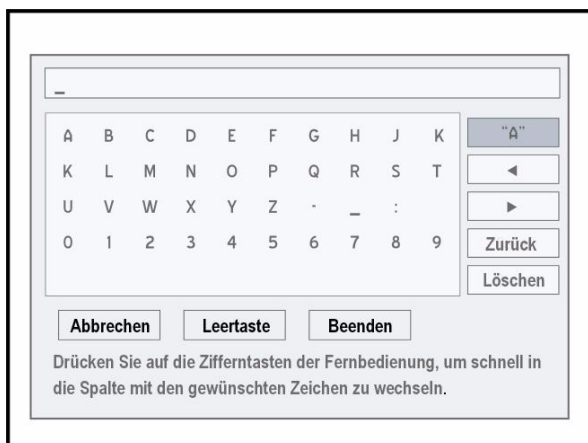 _
A B C D E F G H J K "A"
K L M N O P Q R S T ◄
U V W X Y Z - _ : ►
0 1 2 3 4 5 6 7 8 9 Zurück
Löschen
Abbrechen Leertaste Beenden
Drücken Sie auf die Zifferntasten der Fernbedienung, um schnell in
die Spalte mit den gewünschten Zeichen zu wechseln.